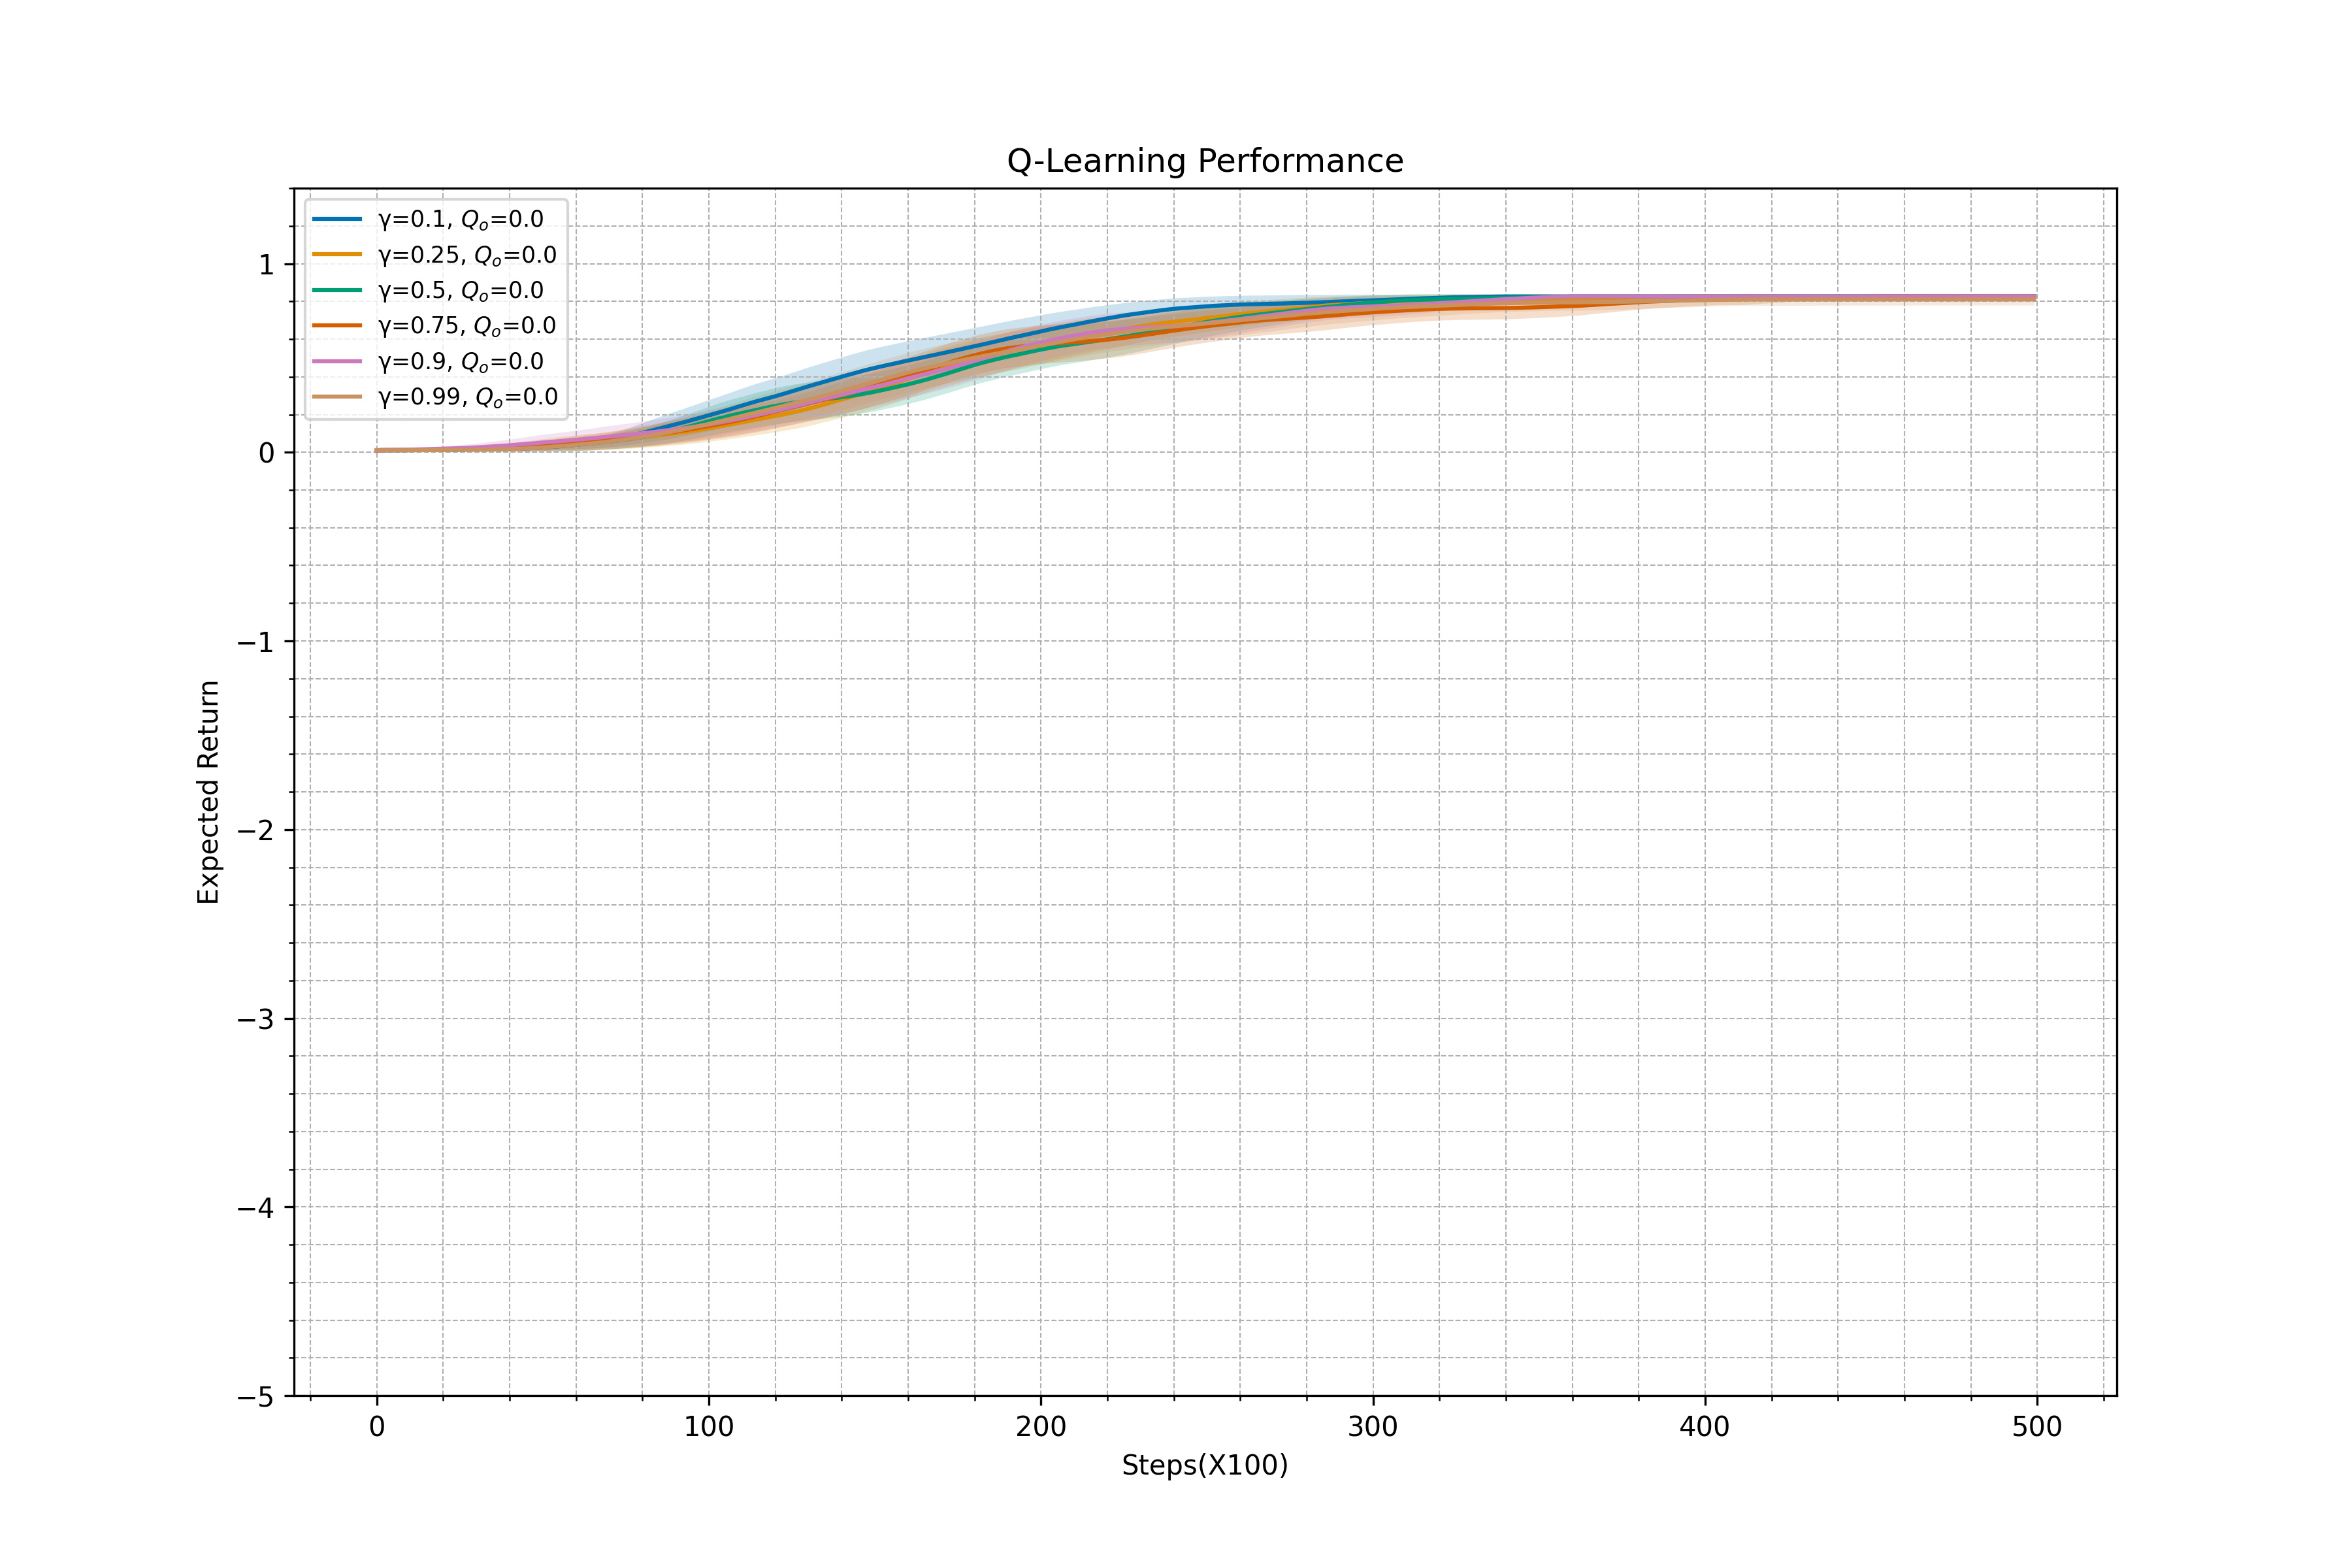 Q-Learning Performance
γ=0.1, Qₒ=0.0
γ=0.25, Qₒ=0.0
γ=0.5, Qₒ=0.0
γ=0.75, Qₒ=0.0
γ=0.9, Qₒ=0.0
γ=0.99, Qₒ=0.0
1
0
−1
−2
−3
−4
−5
Expected Return
0 100 200 300 400 500
Steps(X100)